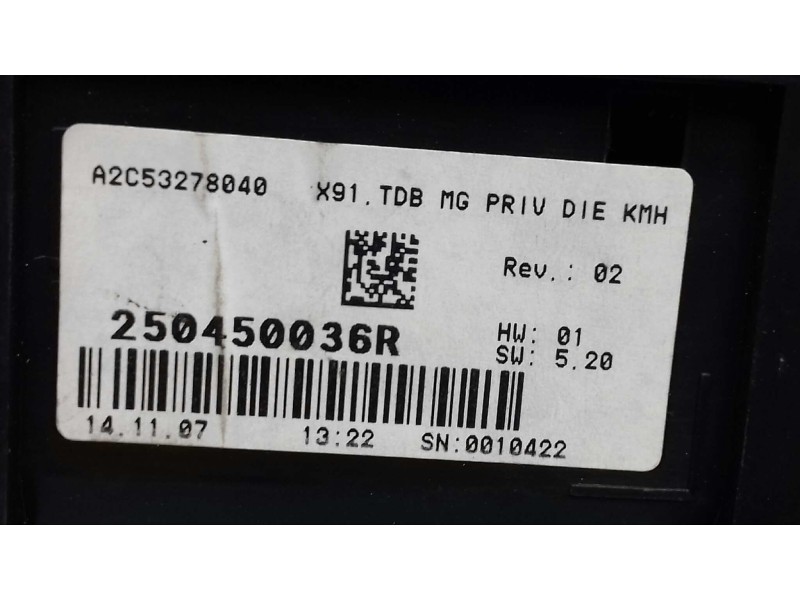 A2C53278040 X91.TDB MG PRIV DIE KMH
Rev.: 02
250450036R
HW: 01
SW: 5.20
14.11.07 13:22 SN:0010422